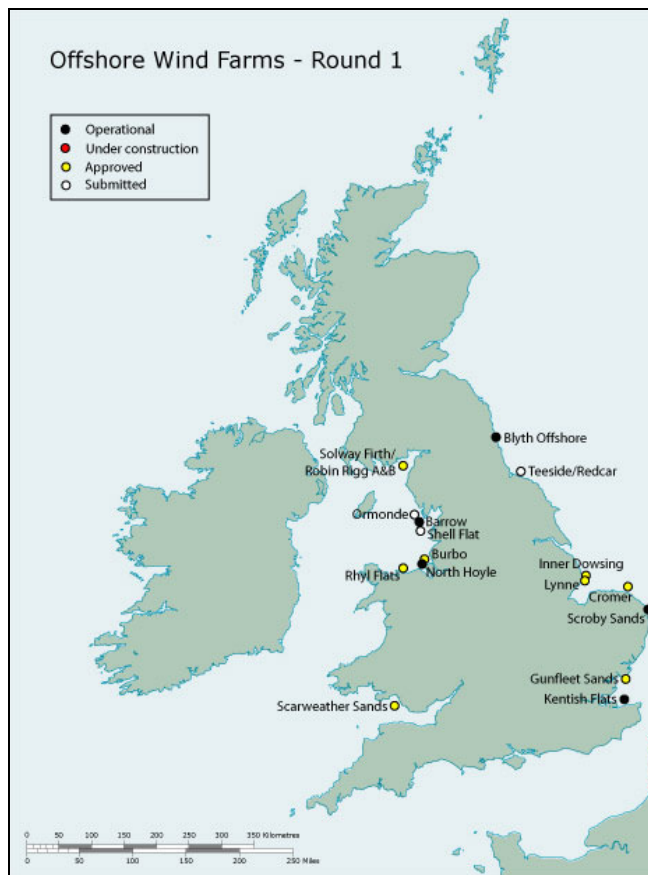 Offshore Wind Farms - Round 1
Operational
Under construction
Approved
Submitted
Blyth Offshore
Solway Firth/
Robin Rigg A&B
Teeside/Redcar
Ormonde
Barrow
Shell Flat
Burbo
North Hoyle
Rhyl Flats
Inner Dowsing
Lynne
Cromer
Scroby Sands
Gunfleet Sands
Kentish Flats
Scarweather Sands
0 50 100 150 200 250 300 350 Kilometres
0 50 100 150 200 250 Miles